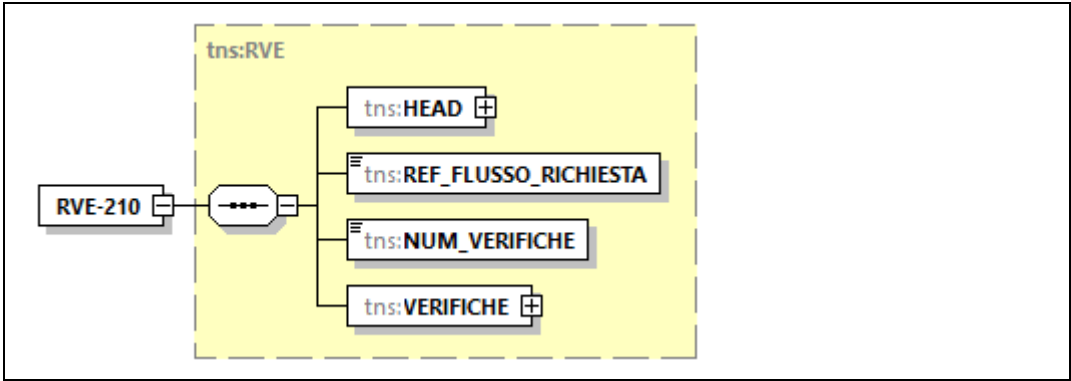 tns:RVE
tns:HEAD
tns:REF_FLUSSO_RICHIESTA
RVE-210
tns:NUM_VERIFICHE
tns:VERIFICHE